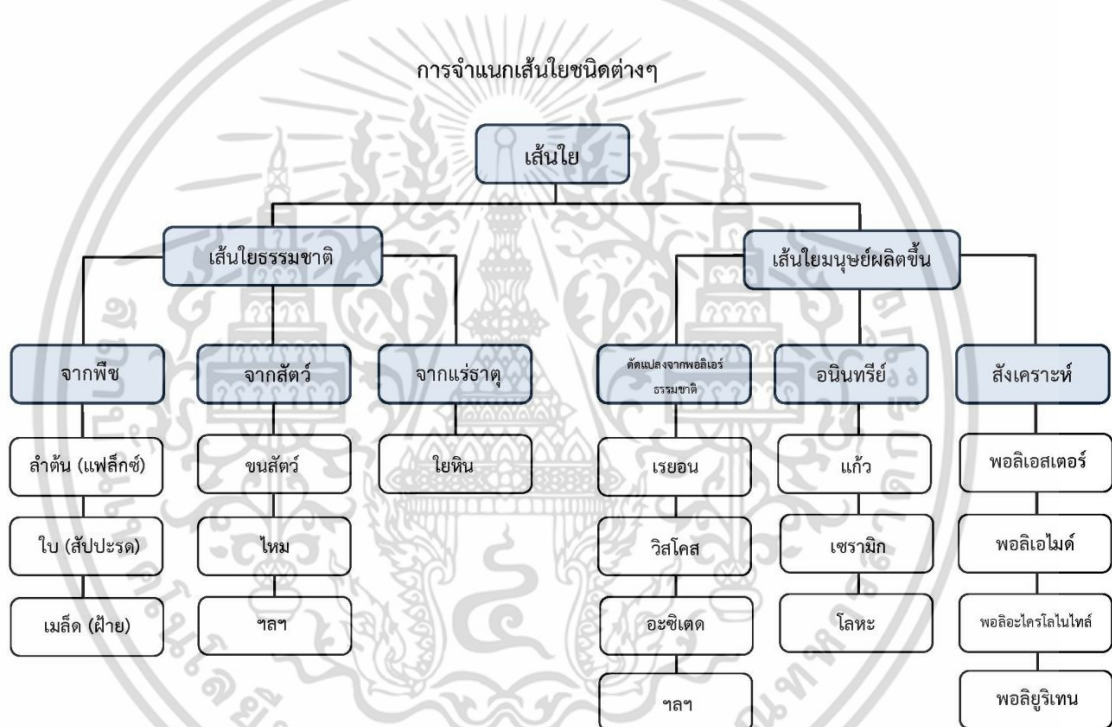 การจำแนกเส้นใยชนิดต่างๆ
เส้นใย
เส้นใยธรรมชาติ
เส้นใยมนุษย์ผลิตขึ้น
จากพืช
จากสัตว์
จากแร่ธาตุ
ดัดแปลงจากพอลิเอร์
ธรรมชาติ
อนินทรีย์
สังเคราะห์
ลำต้น (แฟล็กซ์)
ขนสัตว์
ใยหิน
เรยอน
แก้ว
พอลิเอสเตอร์
ใบ (สัปปะรด)
ไหม
วิสโคส
เซรามิก
พอลิเอไมด์
เมล็ด (ฝ้าย)
ฯลฯ
อะซิเตด
โลหะ
พอลิอะไครโลไนไทล์
ฯลฯ
พอลิยูริเทน